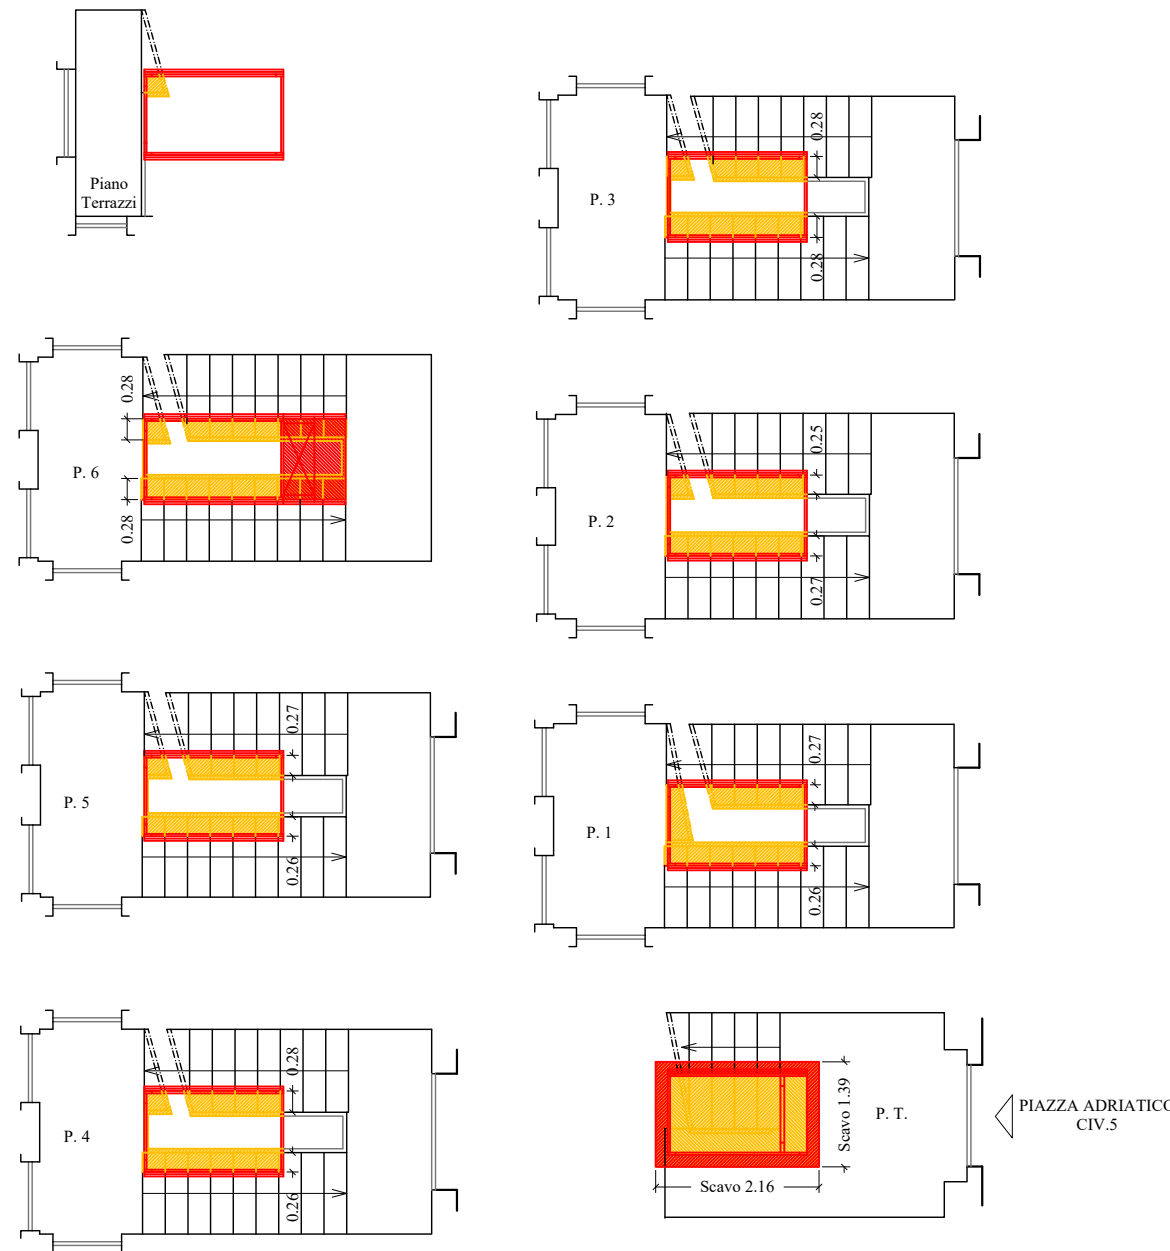 Piano
Terrazzi
P. 6
0.28
0.28
P. 5
0.27
0.26
P. 4
0.28
0.26
P. 3
0.28
0.28
P. 2
0.25
0.27
P. 1
0.27
0.26
P. T.
Scavo 1.39
Scavo 2.16
PIAZZA ADRIATICO
CIV.5